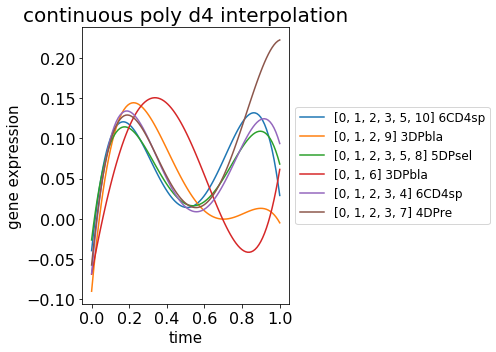 continuous poly d4 interpolation
gene expression
0.20
0.15
0.10
0.05
0.00
−0.05
−0.10
0.0 0.2 0.4 0.6 0.8 1.0
time
[0, 1, 2, 3, 5, 10] 6CD4sp
[0, 1, 2, 9] 3DPbla
[0, 1, 2, 3, 5, 8] 5DPsel
[0, 1, 6] 3DPbla
[0, 1, 2, 3, 4] 6CD4sp
[0, 1, 2, 3, 7] 4DPre